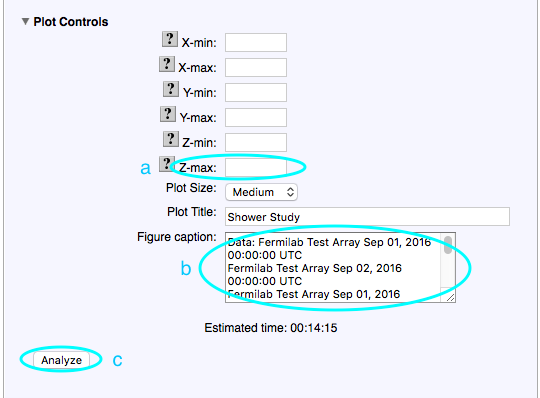 ▼ Plot Controls
? X-min:
? X-max:
? Y-min:
? Y-max:
? Z-min:
a ? Z-max:
Plot Size: Medium
Plot Title: Shower Study
Figure caption: Data: Fermilab Test Array Sep 01, 2016
00:00:00 UTC
b Fermilab Test Array Sep 02, 2016
00:00:00 UTC
Fermilab Test Array Sep 01, 2016
Estimated time: 00:14:15
Analyze c